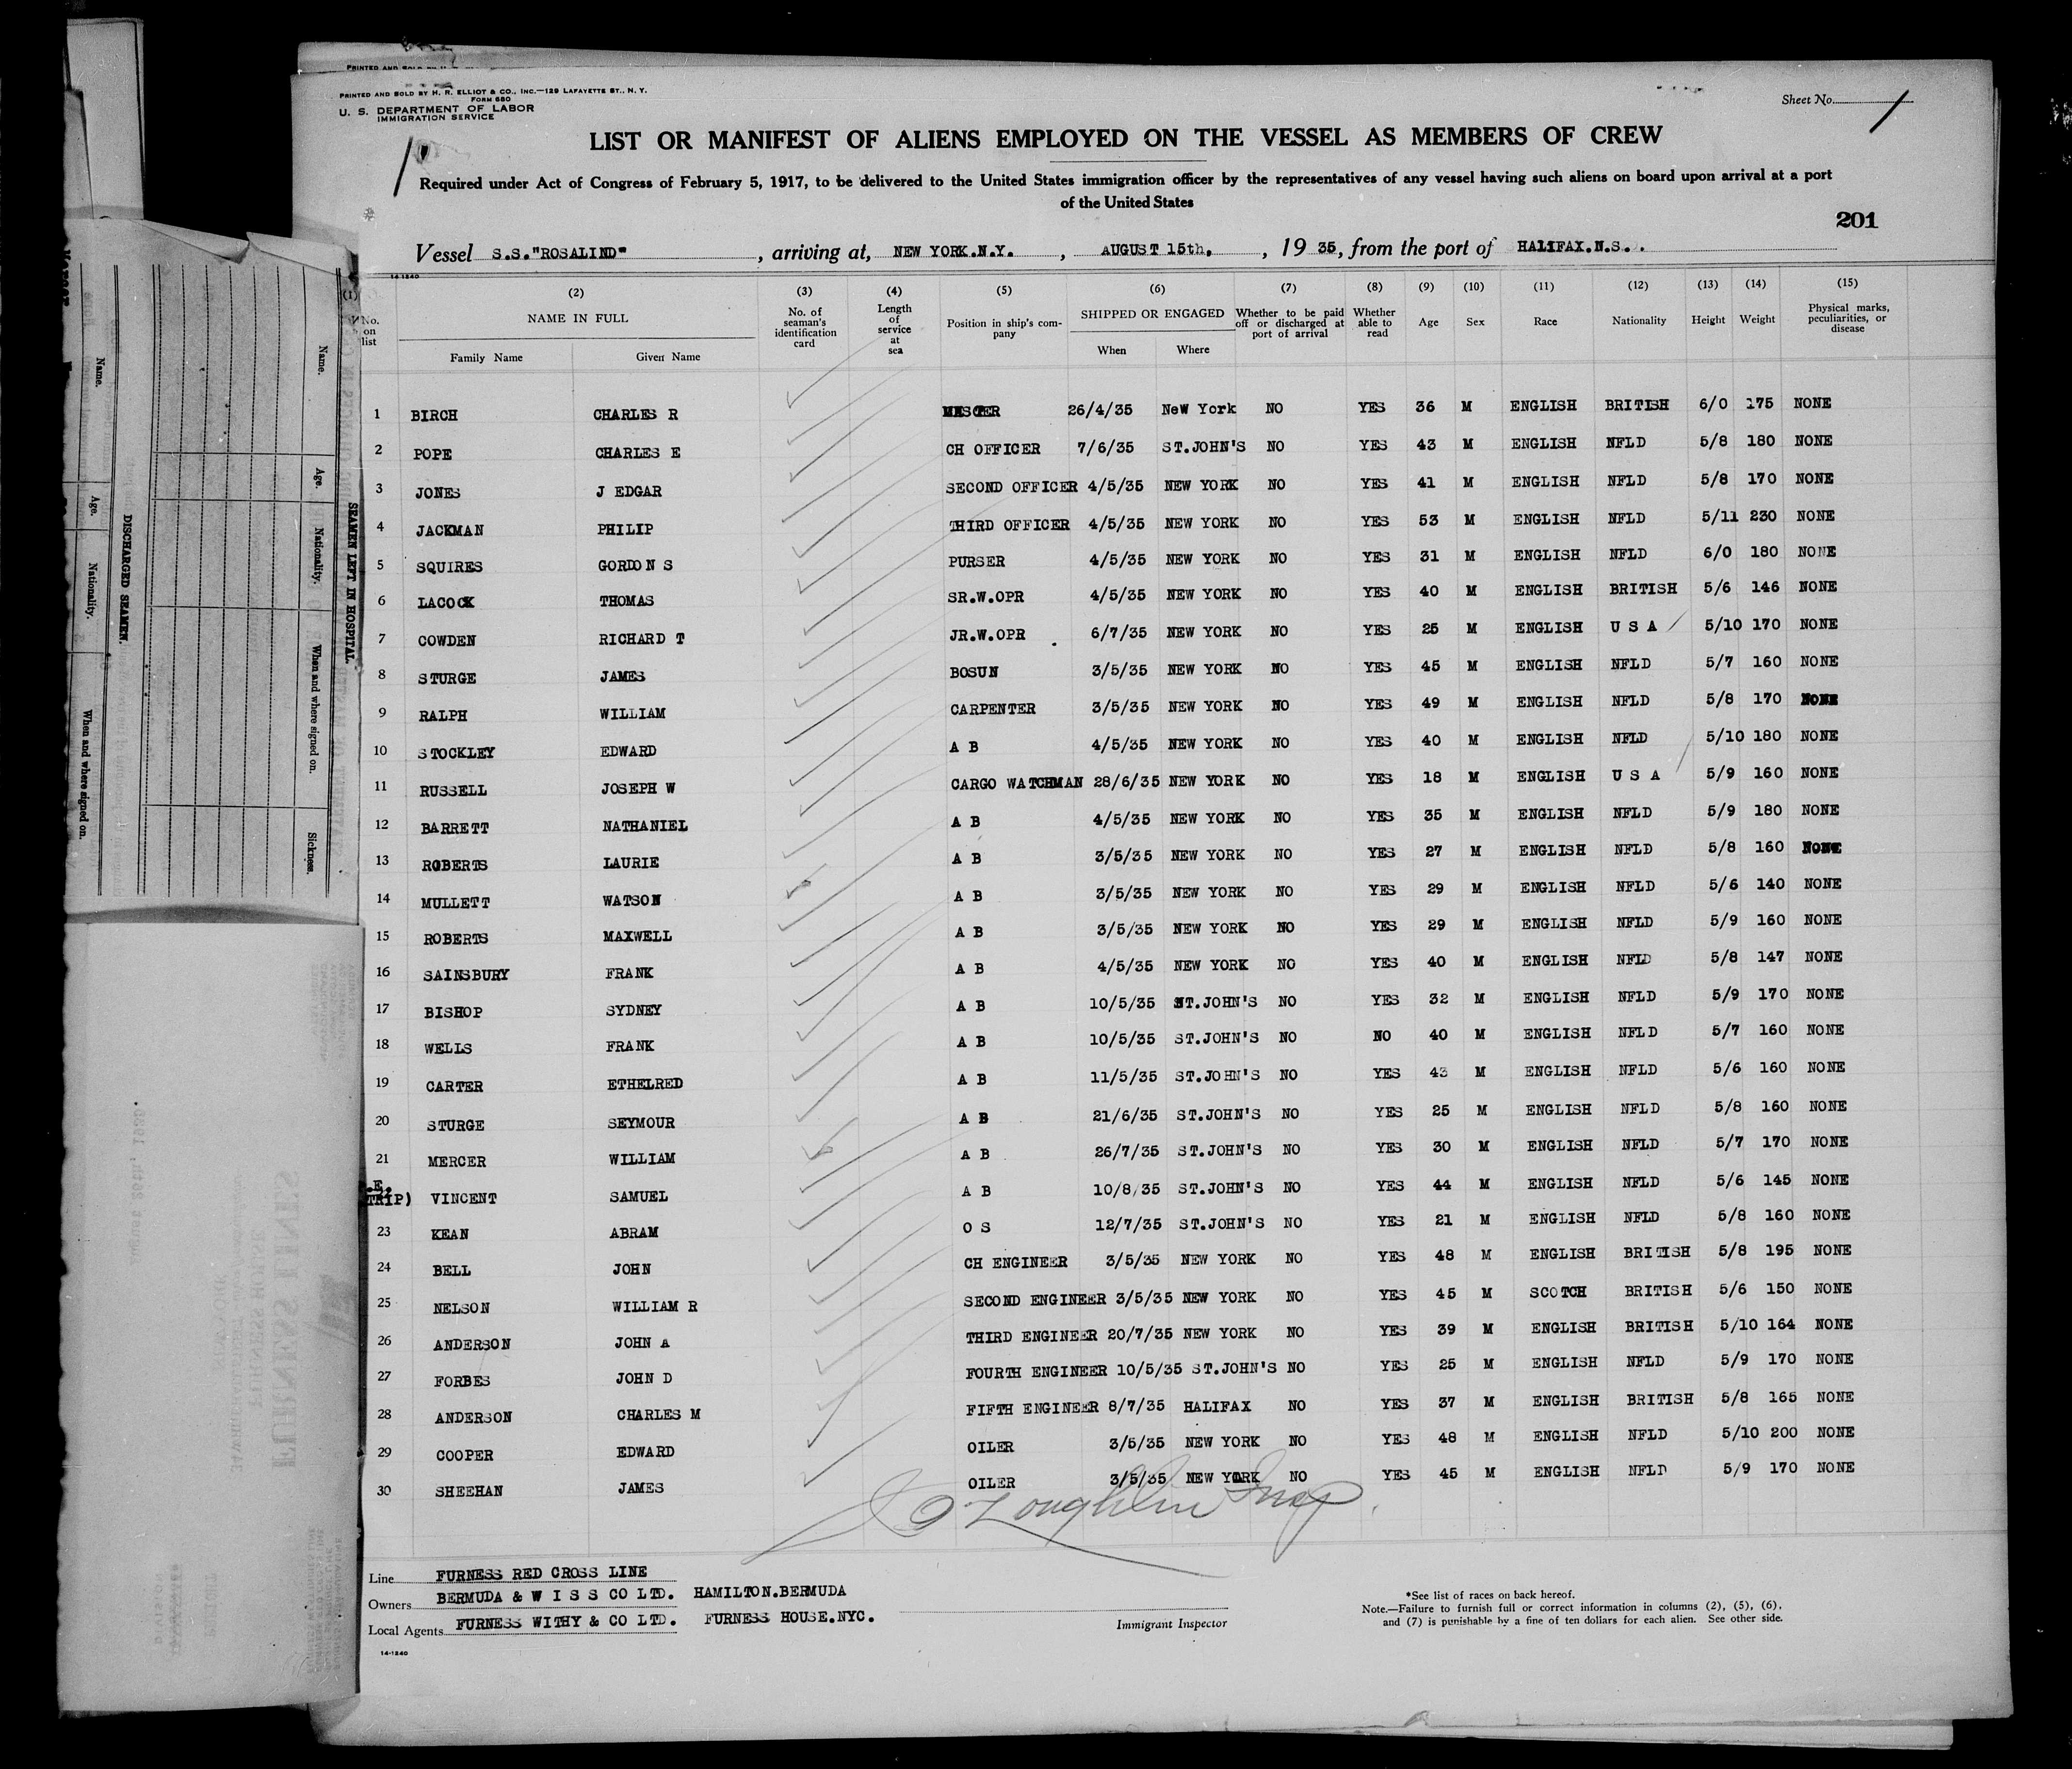 PRINTED AND SOLD BY H. R. ELLIOT & CO., INC.—129 LAFAYETTE ST., N. Y.
FORM 680
U. S. DEPARTMENT OF LABOR
IMMIGRATION SERVICE
Sheet No. 1
LIST OR MANIFEST OF ALIENS EMPLOYED ON THE VESSEL AS MEMBERS OF CREW
Required under Act of Congress of February 5, 1917, to be delivered to the United States immigration officer by the representatives of any vessel having such aliens on board upon arrival at a port
of the United States
201
Vessel S.S."ROSALIND" , arriving at, NEW YORK.N.Y. , AUGUST 15th, , 19 35, from the port of HALIFAX.N.S..
14-1240
(1) (2) (3) (4) (5) (6) (7) (8) (9) (10) (11) (12) (13) (14) (15)
No. on list NAME IN FULL Family Name Given Name No. of seaman's identification card Length of service at sea Position in ship's company SHIPPED OR ENGAGED When Where Whether to be paid off or discharged at port of arrival Whether able to read Age Sex Race Nationality Height Weight Physical marks, peculiarities, or disease
1 BIRCH CHARLES R MASTER 26/4/35 New York NO YES 36 M ENGLISH BRITISH 6/0 175 NONE
2 POPE CHARLES E CH OFFICER 7/6/35 ST.JOHN'S NO YES 43 M ENGLISH NFLD 5/8 180 NONE
3 JONES J EDGAR SECOND OFFICER 4/5/35 NEW YORK NO YES 41 M ENGLISH NFLD 5/8 170 NONE
4 JACKMAN PHILIP THIRD OFFICER 4/5/35 NEW YORK NO YES 53 M ENGLISH NFLD 5/11 230 NONE
5 SQUIRES GORDON S PURSER 4/5/35 NEW YORK NO YES 31 M ENGLISH NFLD 6/0 180 NONE
6 LACOCK THOMAS SR.W.OPR 4/5/35 NEW YORK NO YES 40 M ENGLISH BRITISH 5/6 146 NONE
7 COWDEN RICHARD T JR.W.OPR 6/7/35 NEW YORK NO YES 25 M ENGLISH U S A 5/10 170 NONE
8 STURGE JAMES BOSUN 3/5/35 NEW YORK NO YES 45 M ENGLISH NFLD 5/7 160 NONE
9 RALPH WILLIAM CARPENTER 3/5/35 NEW YORK NO YES 49 M ENGLISH NFLD 5/8 170 NONE
10 STOCKLEY EDWARD A B 4/5/35 NEW YORK NO YES 40 M ENGLISH NFLD 5/10 180 NONE
11 RUSSELL JOSEPH W CARGO WATCHMAN 28/6/35 NEW YORK NO YES 18 M ENGLISH U S A 5/9 160 NONE
12 BARRETT NATHANIEL A B 4/5/35 NEW YORK NO YES 35 M ENGLISH NFLD 5/9 180 NONE
13 ROBERTS LAURIE A B 3/5/35 NEW YORK NO YES 27 M ENGLISH NFLD 5/8 160 NONE
14 MULLETT WATSON A B 3/5/35 NEW YORK NO YES 29 M ENGLISH NFLD 5/6 140 NONE
15 ROBERTS MAXWELL A B 3/5/35 NEW YORK NO YES 29 M ENGLISH NFLD 5/9 160 NONE
16 SAINSBURY FRANK A B 4/5/35 NEW YORK NO YES 40 M ENGLISH NFLD 5/8 147 NONE
17 BISHOP SYDNEY A B 10/5/35 ST.JOHN'S NO YES 32 M ENGLISH NFLD 5/9 170 NONE
18 WELLS FRANK A B 10/5/35 ST.JOHN'S NO NO 40 M ENGLISH NFLD 5/7 160 NONE
19 CARTER ETHELRED A B 11/5/35 ST.JOHN'S NO YES 43 M ENGLISH NFLD 5/6 160 NONE
20 STURGE SEYMOUR A B 21/6/35 ST.JOHN'S NO YES 25 M ENGLISH NFLD 5/8 160 NONE
21 MERCER WILLIAM A B 26/7/35 ST.JOHN'S NO YES 30 M ENGLISH NFLD 5/7 170 NONE
TRIP) VINCENT SAMUEL A B 10/8/35 ST.JOHN'S NO YES 44 M ENGLISH NFLD 5/6 145 NONE
23 KEAN ABRAM O S 12/7/35 ST.JOHN'S NO YES 21 M ENGLISH NFLD 5/8 160 NONE
24 BELL JOHN CH ENGINEER 3/5/35 NEW YORK NO YES 48 M ENGLISH BRITISH 5/8 195 NONE
25 NELSON WILLIAM R SECOND ENGINEER 3/5/35 NEW YORK NO YES 45 M SCOTCH BRITISH 5/6 150 NONE
26 ANDERSON JOHN A THIRD ENGINEER 20/7/35 NEW YORK NO YES 39 M ENGLISH BRITISH 5/10 164 NONE
27 FORBES JOHN D FOURTH ENGINEER 10/5/35 ST.JOHN'S NO YES 25 M ENGLISH NFLD 5/9 170 NONE
28 ANDERSON CHARLES M FIFTH ENGINEER 8/7/35 HALIFAX NO YES 37 M ENGLISH BRITISH 5/8 165 NONE
29 COOPER EDWARD OILER 3/5/35 NEW YORK NO YES 48 M ENGLISH NFLD 5/10 200 NONE
30 SHEEHAN JAMES OILER 3/5/35 NEW YORK NO YES 45 M ENGLISH NFLD 5/9 170 NONE
O'Loughlin Insp
Line FURNESS RED CROSS LINE
Owners BERMUDA & W I S S CO LTD. HAMILTON.BERMUDA
Local Agents FURNESS WITHY & CO LTD. FURNESS HOUSE.NYC.
Immigrant Inspector
*See list of races on back hereof.
Note.—Failure to furnish full or correct information in columns (2), (5), (6),
and (7) is punishable by a fine of ten dollars for each alien. See other side.
14-1240
SEAMEN LEFT IN HOSPITAL
Name. Age. Nationality. When and where signed on. Sickness.
DISCHARGED SEAMEN.
Name. Age. Nationality. When and where signed on.